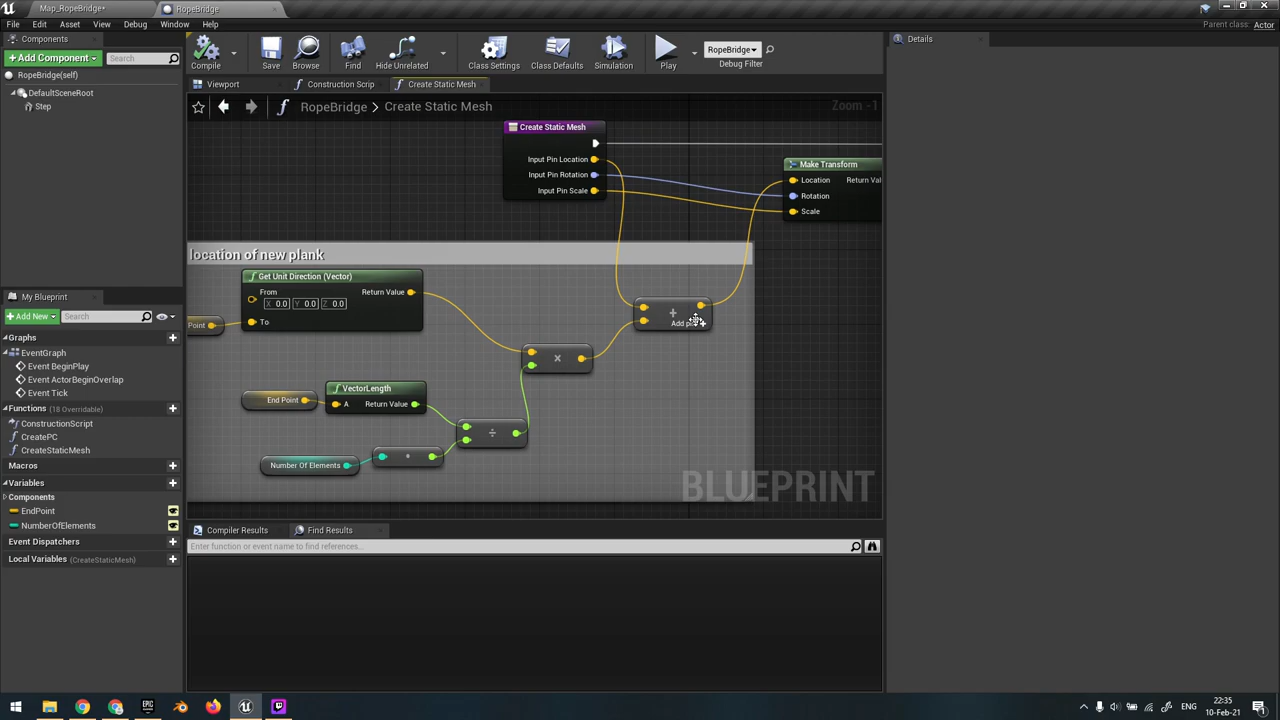 Map_RopeBridge*
RopeBridge
File Edit Asset View Debug Window Help
Parent class: Actor
Components
+Add Component
Search
RopeBridge(self)
DefaultSceneRoot
Step
Compile
Save
Browse
Find
Hide Unrelated
Class Settings
Class Defaults
Simulation
Play
RopeBridge
Debug Filter
Details
Viewport
Construction Scrip
Create Static Mesh
RopeBridge > Create Static Mesh
Zoom -1
Create Static Mesh
Input Pin Location
Input Pin Rotation
Input Pin Scale
Make Transform
Location
Return Val
Rotation
Scale
location of new plank
Get Unit Direction (Vector)
From
Return Value
X 0.0 Y 0.0 Z 0.0
Point
To
+
×
End Point
VectorLength
A
Return Value
÷
Number Of Elements
BLUEPRINT
My Blueprint
+Add New
Search
Graphs
EventGraph
Event BeginPlay
Event ActorBeginOverlap
Event Tick
Functions (18 Overridable)
ConstructionScript
CreatePC
CreateStaticMesh
Macros
Variables
Components
EndPoint
NumberOfElements
Event Dispatchers
Local Variables (CreateStaticMesh)
Compiler Results
Find Results
Enter function or event name to find references...
EPIC
22:35
10-Feb-21